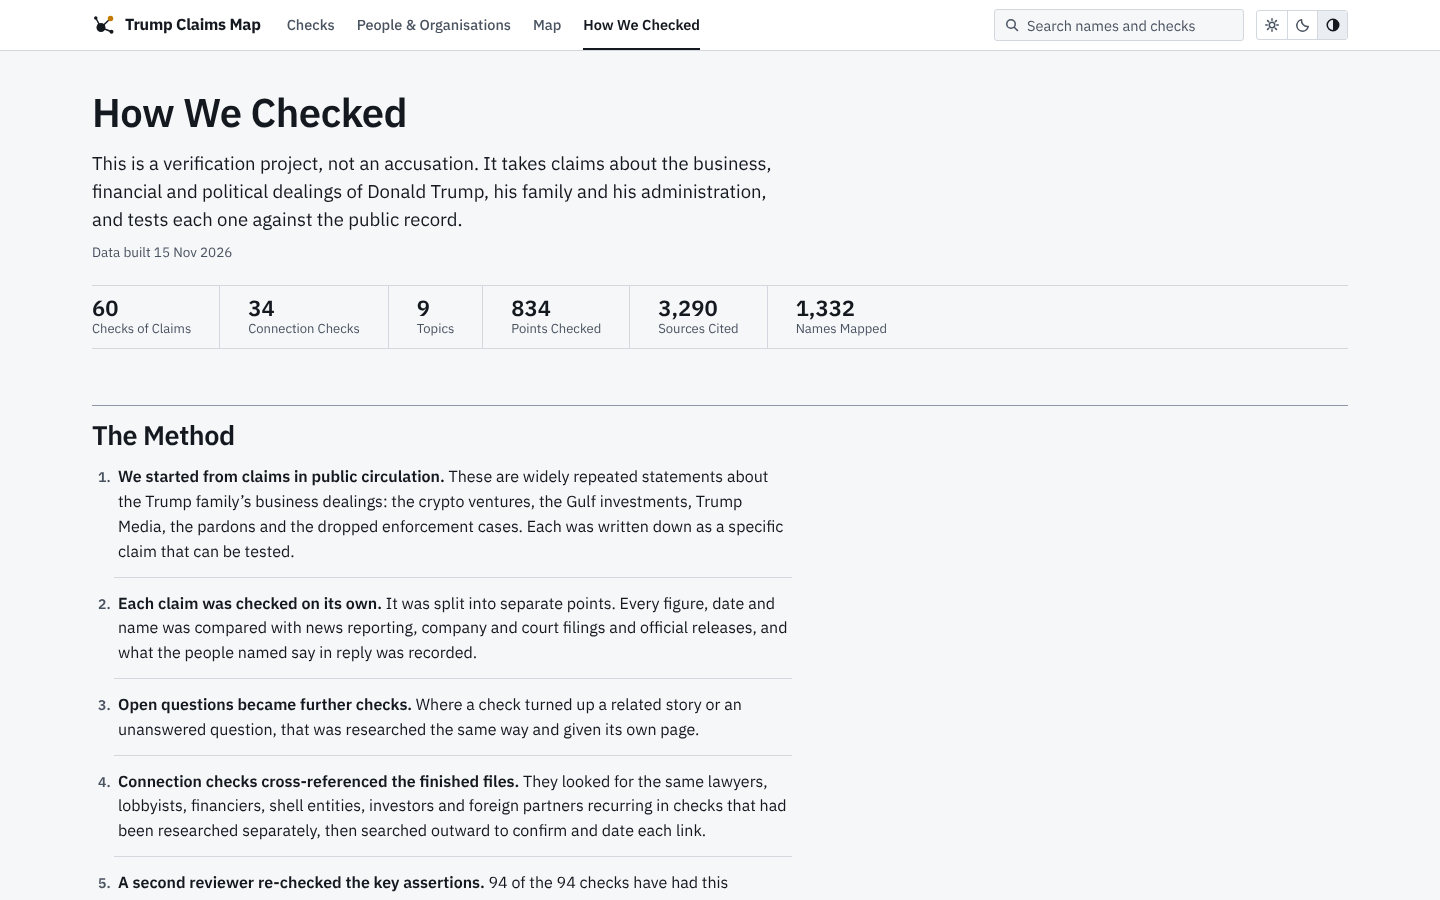 Trump Claims Map
Checks
People & Organisations
Map
How We Checked
Search names and checks
How We Checked
This is a verification project, not an accusation. It takes claims about the business,
financial and political dealings of Donald Trump, his family and his administration,
and tests each one against the public record.
Data built 15 Nov 2026
60
Checks of Claims
34
Connection Checks
9
Topics
834
Points Checked
3,290
Sources Cited
1,332
Names Mapped
The Method
1. We started from claims in public circulation. These are widely repeated statements about
the Trump family’s business dealings: the crypto ventures, the Gulf investments, Trump
Media, the pardons and the dropped enforcement cases. Each was written down as a specific
claim that can be tested.
2. Each claim was checked on its own. It was split into separate points. Every figure, date and
name was compared with news reporting, company and court filings and official releases, and
what the people named say in reply was recorded.
3. Open questions became further checks. Where a check turned up a related story or an
unanswered question, that was researched the same way and given its own page.
4. Connection checks cross-referenced the finished files. They looked for the same lawyers,
lobbyists, financiers, shell entities, investors and foreign partners recurring in checks that had
been researched separately, then searched outward to confirm and date each link.
5. A second reviewer re-checked the key assertions. 94 of the 94 checks have had this